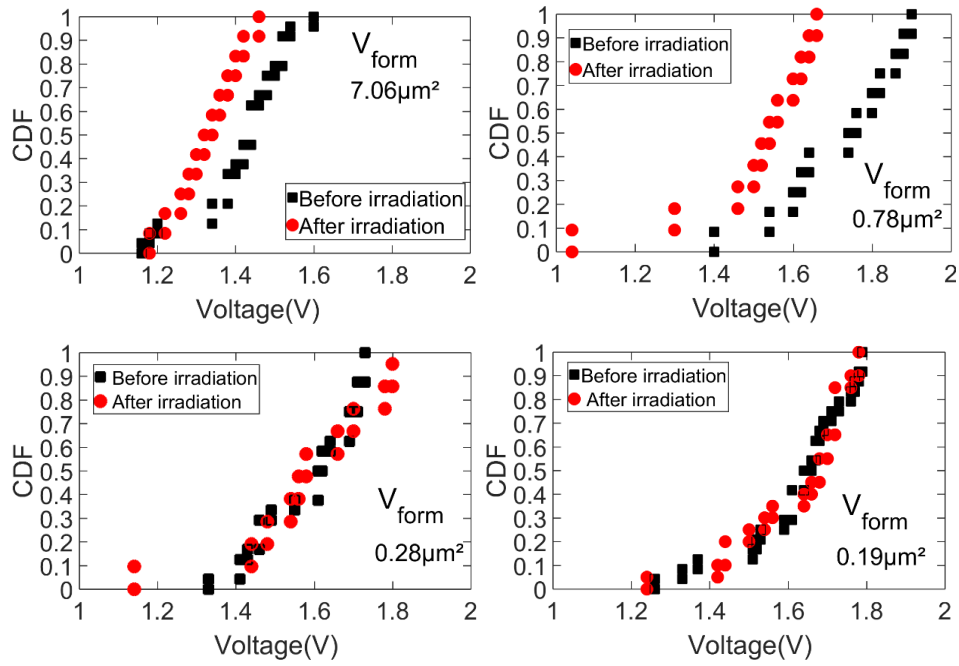 1
0.9
0.8
0.7
0.6
0.5
0.4
0.3
0.2
0.1
0
CDF
V_form
7.06µm²
Before irradiation
After irradiation
1 1.2 1.4 1.6 1.8 2
Voltage(V)
1
0.9
0.8
0.7
0.6
0.5
0.4
0.3
0.2
0.1
0
CDF
Before irradiation
After irradiation
V_form
0.78µm²
1 1.2 1.4 1.6 1.8 2
Voltage(V)
1
0.9
0.8
0.7
0.6
0.5
0.4
0.3
0.2
0.1
0
CDF
Before irradiation
After irradiation
V_form
0.28µm²
1 1.2 1.4 1.6 1.8 2
Voltage(V)
1
0.9
0.8
0.7
0.6
0.5
0.4
0.3
0.2
0.1
0
CDF
Before irradiation
After irradiation
V_form
0.19µm²
1 1.2 1.4 1.6 1.8 2
Voltage(V)